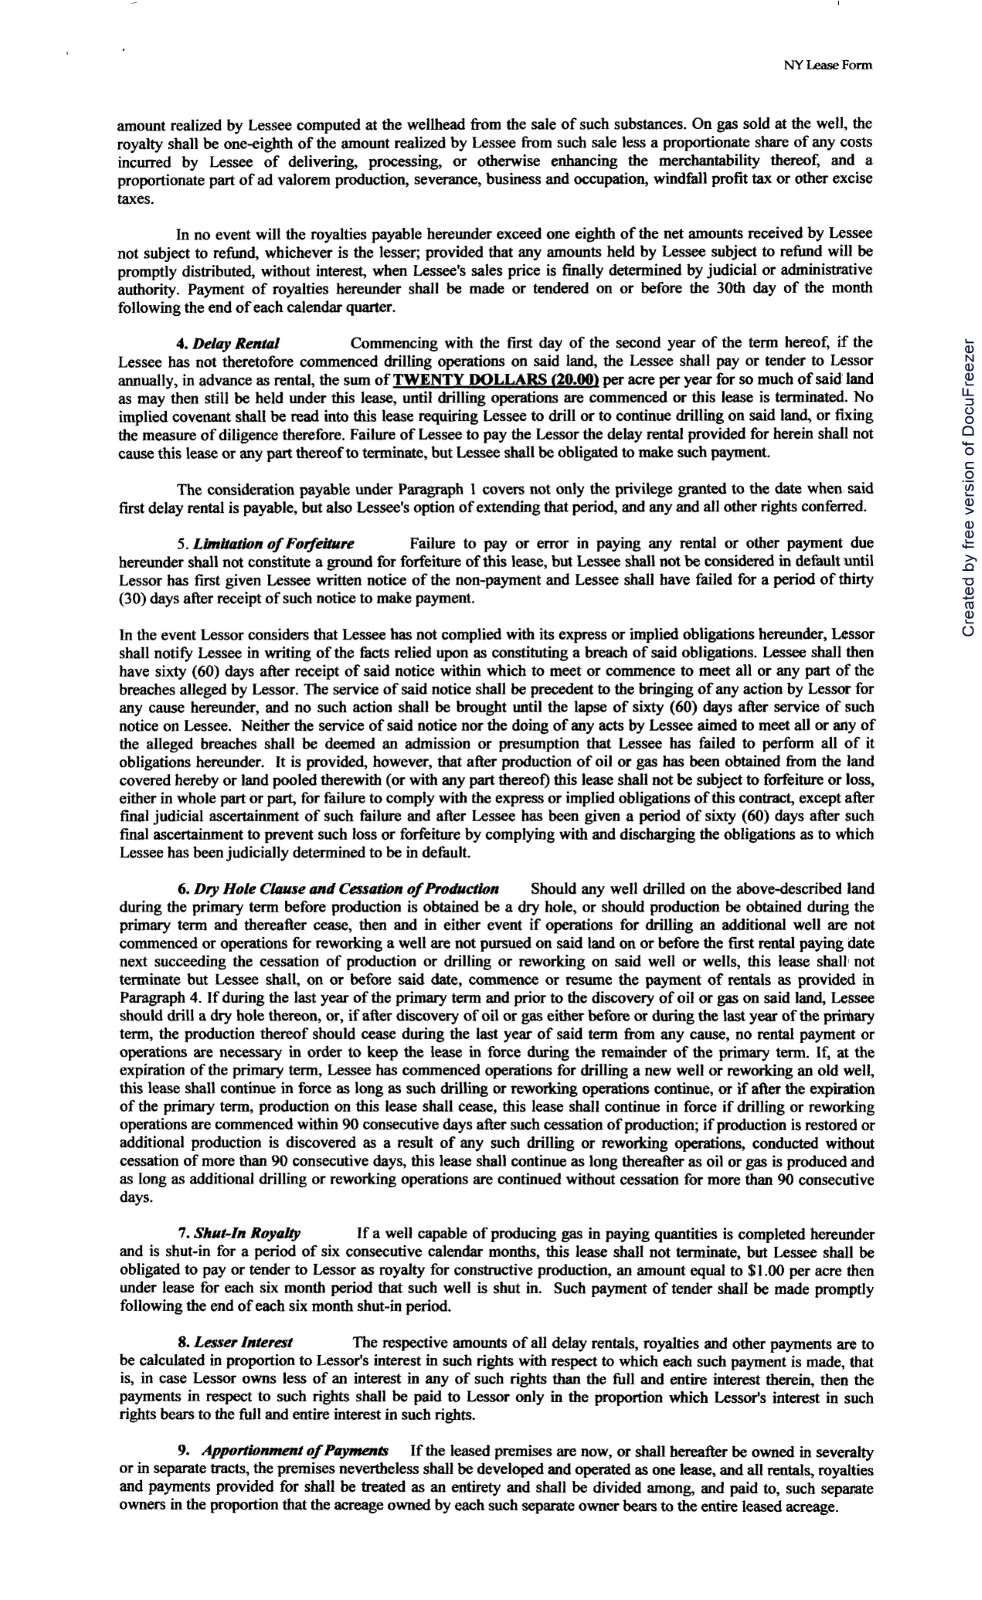 NY Lease Form
amount realized by Lessee computed at the wellhead from the sale of such substances. On gas sold at the well, the
royalty shall be one-eighth of the amount realized by Lessee from such sale less a proportionate share of any costs
incurred by Lessee of delivering, processing, or otherwise enhancing the merchantability thereof, and a
proportionate part of ad valorem production, severance, business and occupation, windfall profit tax or other excise
taxes.
In no event will the royalties payable hereunder exceed one eighth of the net amounts received by Lessee
not subject to refund, whichever is the lesser; provided that any amounts held by Lessee subject to refund will be
promptly distributed, without interest, when Lessee's sales price is finally determined by judicial or administrative
authority. Payment of royalties hereunder shall be made or tendered on or before the 30th day of the month
following the end of each calendar quarter.
4. Delay Rental Commencing with the first day of the second year of the term hereof, if the
Lessee has not theretofore commenced drilling operations on said land, the Lessee shall pay or tender to Lessor
annually, in advance as rental, the sum of TWENTY DOLLARS (20.00) per acre per year for so much of said land
as may then still be held under this lease, until drilling operations are commenced or this lease is terminated. No
implied covenant shall be read into this lease requiring Lessee to drill or to continue drilling on said land, or fixing
the measure of diligence therefore. Failure of Lessee to pay the Lessor the delay rental provided for herein shall not
cause this lease or any part thereof to terminate, but Lessee shall be obligated to make such payment.
The consideration payable under Paragraph 1 covers not only the privilege granted to the date when said
first delay rental is payable, but also Lessee's option of extending that period, and any and all other rights conferred.
5. Limitation of Forfeiture Failure to pay or error in paying any rental or other payment due
hereunder shall not constitute a ground for forfeiture of this lease, but Lessee shall not be considered in default until
Lessor has first given Lessee written notice of the non-payment and Lessee shall have failed for a period of thirty
(30) days after receipt of such notice to make payment.
In the event Lessor considers that Lessee has not complied with its express or implied obligations hereunder, Lessor
shall notify Lessee in writing of the facts relied upon as constituting a breach of said obligations. Lessee shall then
have sixty (60) days after receipt of said notice within which to meet or commence to meet all or any part of the
breaches alleged by Lessor. The service of said notice shall be precedent to the bringing of any action by Lessor for
any cause hereunder, and no such action shall be brought until the lapse of sixty (60) days after service of such
notice on Lessee. Neither the service of said notice nor the doing of any acts by Lessee aimed to meet all or any of
the alleged breaches shall be deemed an admission or presumption that Lessee has failed to perform all of it
obligations hereunder. It is provided, however, that after production of oil or gas has been obtained from the land
covered hereby or land pooled therewith (or with any part thereof) this lease shall not be subject to forfeiture or loss,
either in whole part or part, for failure to comply with the express or implied obligations of this contract, except after
final judicial ascertainment of such failure and after Lessee has been given a period of sixty (60) days after such
final ascertainment to prevent such loss or forfeiture by complying with and discharging the obligations as to which
Lessee has been judicially determined to be in default.
6. Dry Hole Clause and Cessation of Production Should any well drilled on the above-described land
during the primary term before production is obtained be a dry hole, or should production be obtained during the
primary term and thereafter cease, then and in either event if operations for drilling an additional well are not
commenced or operations for reworking a well are not pursued on said land on or before the first rental paying date
next succeeding the cessation of production or drilling or reworking on said well or wells, this lease shall not
terminate but Lessee shall, on or before said date, commence or resume the payment of rentals as provided in
Paragraph 4. If during the last year of the primary term and prior to the discovery of oil or gas on said land, Lessee
should drill a dry hole thereon, or, if after discovery of oil or gas either before or during the last year of the primary
term, the production thereof should cease during the last year of said term from any cause, no rental payment or
operations are necessary in order to keep the lease in force during the remainder of the primary term. If, at the
expiration of the primary term, Lessee has commenced operations for drilling a new well or reworking an old well,
this lease shall continue in force as long as such drilling or reworking operations continue, or if after the expiration
of the primary term, production on this lease shall cease, this lease shall continue in force if drilling or reworking
operations are commenced within 90 consecutive days after such cessation of production; if production is restored or
additional production is discovered as a result of any such drilling or reworking operations, conducted without
cessation of more than 90 consecutive days, this lease shall continue as long thereafter as oil or gas is produced and
as long as additional drilling or reworking operations are continued without cessation for more than 90 consecutive
days.
7. Shut-In Royalty If a well capable of producing gas in paying quantities is completed hereunder
and is shut-in for a period of six consecutive calendar months, this lease shall not terminate, but Lessee shall be
obligated to pay or tender to Lessor as royalty for constructive production, an amount equal to $1.00 per acre then
under lease for each six month period that such well is shut in. Such payment of tender shall be made promptly
following the end of each six month shut-in period.
8. Lesser Interest The respective amounts of all delay rentals, royalties and other payments are to
be calculated in proportion to Lessor's interest in such rights with respect to which each such payment is made, that
is, in case Lessor owns less of an interest in any of such rights than the full and entire interest therein, then the
payments in respect to such rights shall be paid to Lessor only in the proportion which Lessor's interest in such
rights bears to the full and entire interest in such rights.
9. Apportionment of Payments If the leased premises are now, or shall hereafter be owned in severalty
or in separate tracts, the premises nevertheless shall be developed and operated as one lease, and all rentals, royalties
and payments provided for shall be treated as an entirety and shall be divided among, and paid to, such separate
owners in the proportion that the acreage owned by each such separate owner bears to the entire leased acreage.
Created by free version of DocuFreezer